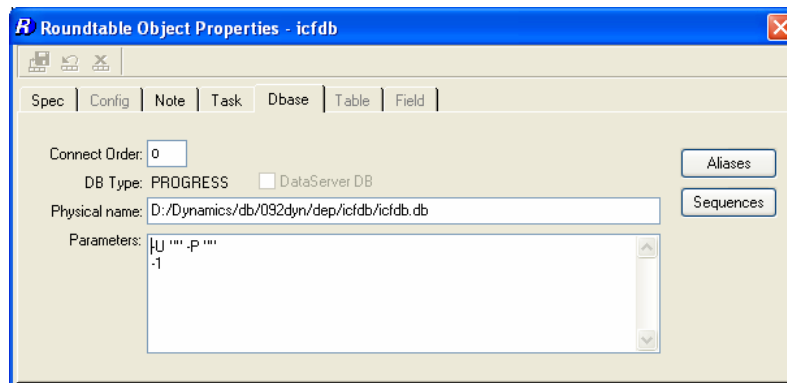 R Roundtable Object Properties - icfdb
Spec Config Note Task Dbase Table Field
Connect Order: 0
Aliases
DB Type: PROGRESS DataServer DB
Physical name: D:/Dynamics/db/092dyn/dep/icfdb/icfdb.db
Sequences
Parameters: -U "" -P ""
-1